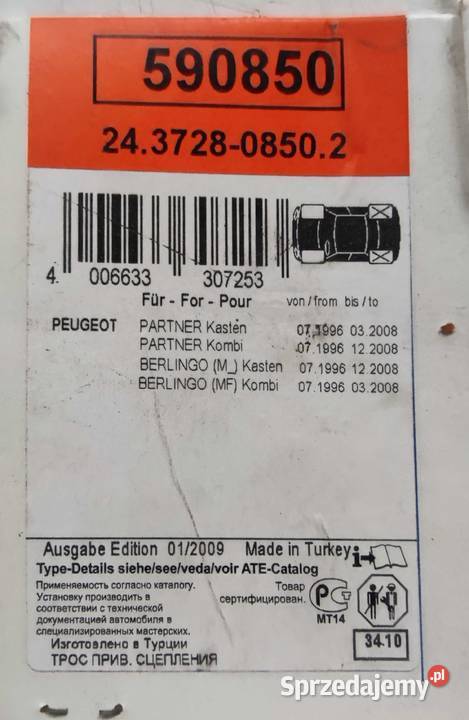 590850
24.3728-0850.2
4 006633 307253
Für - For - Pour von/from bis/to
PEUGEOT PARTNER Kasten 07.1996 03.2008
PARTNER Kombi 07.1996 12.2008
BERLINGO (M_) Kasten 07.1996 12.2008
BERLINGO (MF) Kombi 07.1996 03.2008
Ausgabe Edition 01/2009 Made in Turkey
Type-Details siehe/see/veda/voir ATE-Catalog
Применяемость согласно каталогу.
Установку производить в
соответствии с технической
документацией автомобиля в
специализированных мастерских.
Товар
сертифицирован.
МТ14
Изготовлено в Турции
ТРОС ПРИВ. СЦЕПЛЕНИЯ
34.10
Sprzedajemy.pl